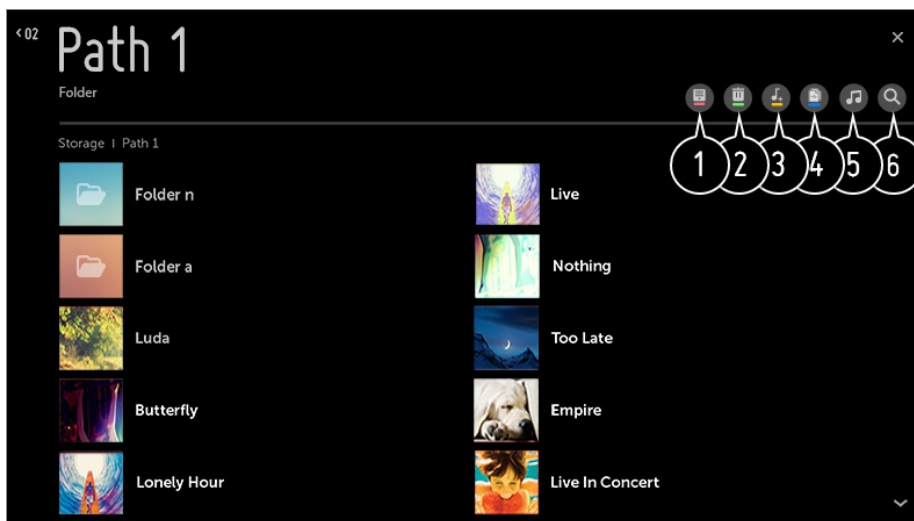 <02
Path 1
Folder
1 2 3 4 5 6
Storage I Path 1
Folder n
Live
Folder a
Nothing
Luda
Too Late
Butterfly
Empire
Lonely Hour
Live In Concert